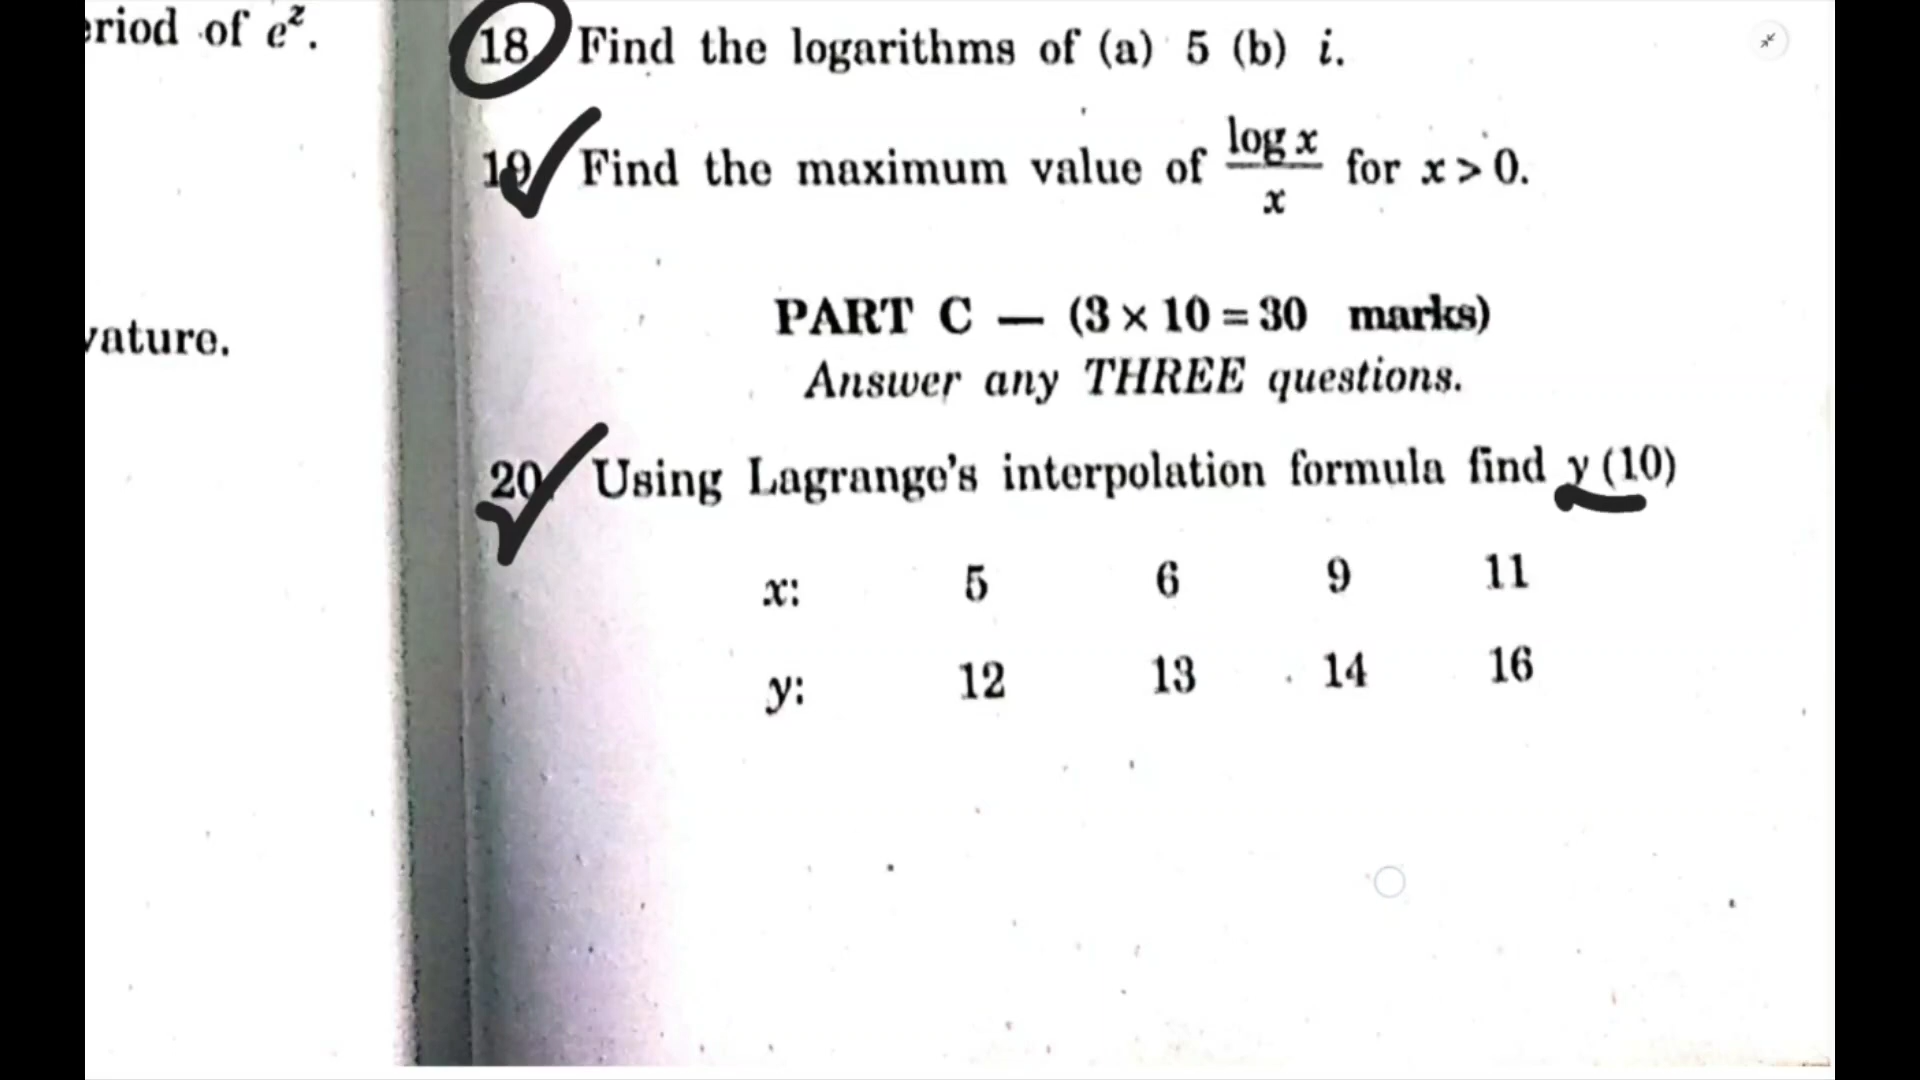 eriod of e^z.
vature.
18. Find the logarithms of (a) 5 (b) i.
19. Find the maximum value of log x / x for x > 0.
PART C — (3 × 10 = 30 marks)
Answer any THREE questions.
20. Using Lagrange's interpolation formula find y (10)
x: 5 6 9 11
y: 12 13 14 16